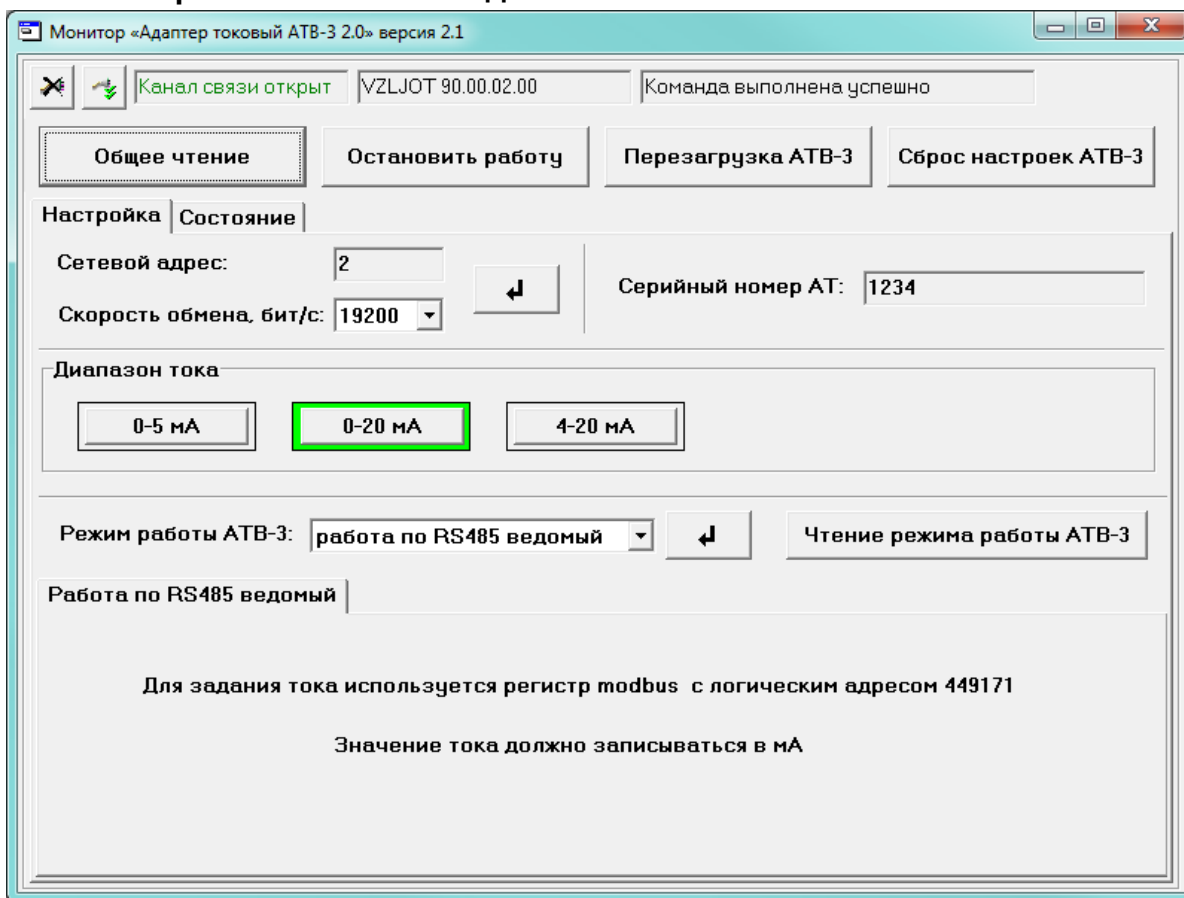 Монитор «Адаптер токовый АТВ-3 2.0» версия 2.1
Канал связи открыт VZLJOT 90.00.02.00 Команда выполнена успешно
Общее чтение Остановить работу Перезагрузка АТВ-3 Сброс настроек АТВ-3
Настройка Состояние
Сетевой адрес: 2
Серийный номер АТ: 1234
Скорость обмена, бит/с: 19200
Диапазон тока
0-5 мА 0-20 мА 4-20 мА
Режим работы АТВ-3: работа по RS485 ведомый Чтение режима работы АТВ-3
Работа по RS485 ведомый
Для задания тока используется регистр modbus с логическим адресом 449171
Значение тока должно записываться в мА